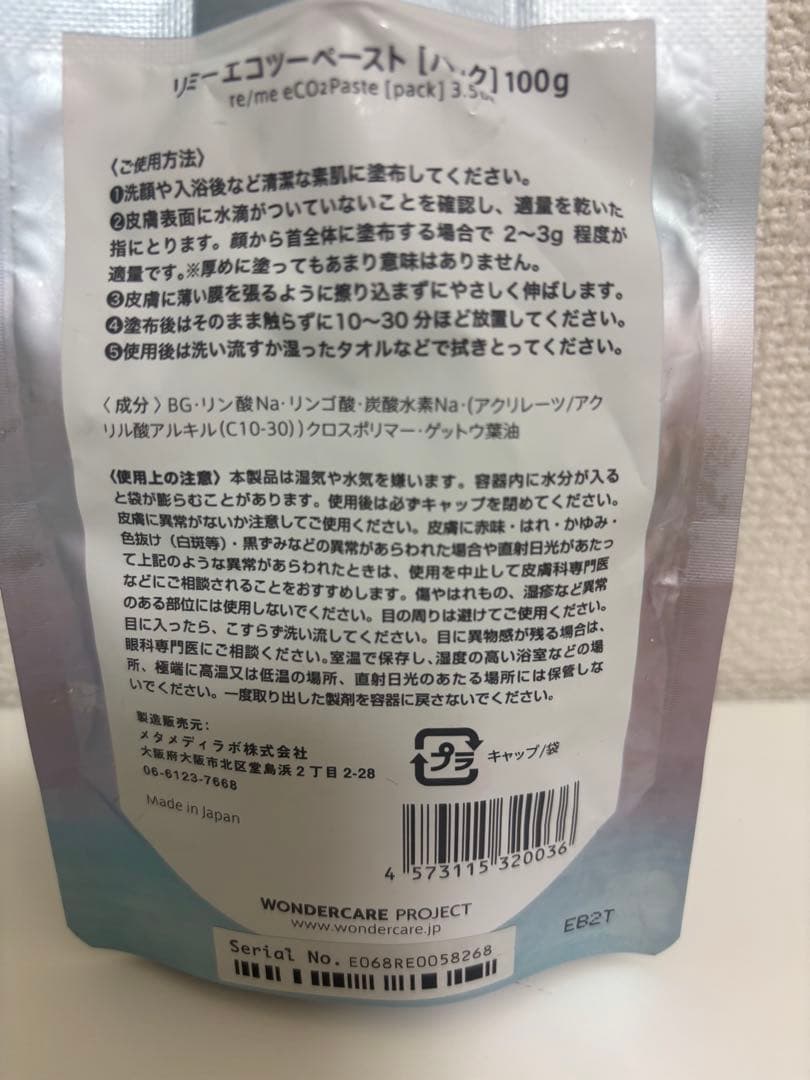 リミーエコツーペースト [パック] 100g
re/me eCO₂Paste [pack] 3.5
〈ご使用方法〉
❶洗顔や入浴後など清潔な素肌に塗布してください。
❷皮膚表面に水滴がついていないことを確認し、適量を乾いた
指にとります。顔から首全体に塗布する場合で 2〜3g 程度が
適量です。※厚めに塗ってもあまり意味はありません。
❸皮膚に薄い膜を張るように擦り込まずにやさしく伸ばします。
❹塗布後はそのまま触らずに10〜30 分ほど放置してください。
❺使用後は洗い流すか湿ったタオルなどで拭きとってください。
〈 成分 〉BG・リン酸Na・リンゴ酸・炭酸水素Na・(アクリレーツ/アク
リル酸アルキル(C10-30))クロスポリマー・ゲットウ葉油
〈使用上の注意〉本製品は湿気や水気を嫌います。容器内に水分が入る
と袋が膨らむことがあります。使用後は必ずキャップを閉めてください。
皮膚に異常がないか注意してご使用ください。皮膚に赤味・はれ・かゆみ・
色抜け（白斑等）・黒ずみなどの異常があらわれた場合や直射日光があたっ
て上記のような異常があらわれたときは、使用を中止して皮膚科専門医
などにご相談されることをおすすめします。傷やはれもの、湿疹など異常
のある部位には使用しないでください。目の周りは避けてご使用ください。
目に入ったら、こすらず洗い流してください。目に異物感が残る場合は、
眼科専門医にご相談ください。室温で保存し、湿度の高い浴室などの場
所、極端に高温又は低温の場所、直射日光のあたる場所には保管しな
いでください。一度取り出した製剤を容器に戻さないでください。
製造販売元：
メタメディラボ株式会社
大阪府大阪市北区堂島浜２丁目 2-28
06-6123-7668
Made in Japan
プラ キャップ/袋
4 573115 320036
WONDERCARE PROJECT
www.wondercare.jp
EB2T
Serial No. E068RE0058268